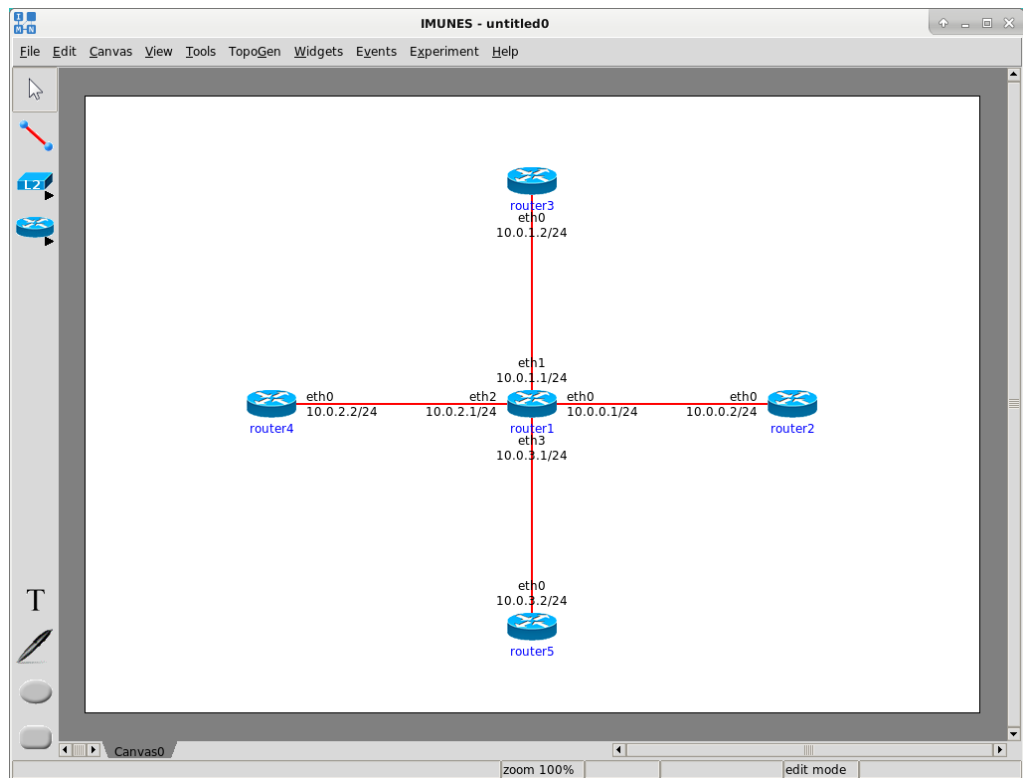 IMN
IMUNES - untitled0
File Edit Canvas View Tools TopoGen Widgets Events Experiment Help
L2
T
router3
eth0
10.0.1.2/24
eth1
10.0.1.1/24
eth0
10.0.2.2/24
router4
eth2
10.0.2.1/24
router1
eth0
10.0.0.1/24
eth0
10.0.0.2/24
router2
eth3
10.0.3.1/24
eth0
10.0.3.2/24
router5
Canvas0
zoom 100%
edit mode